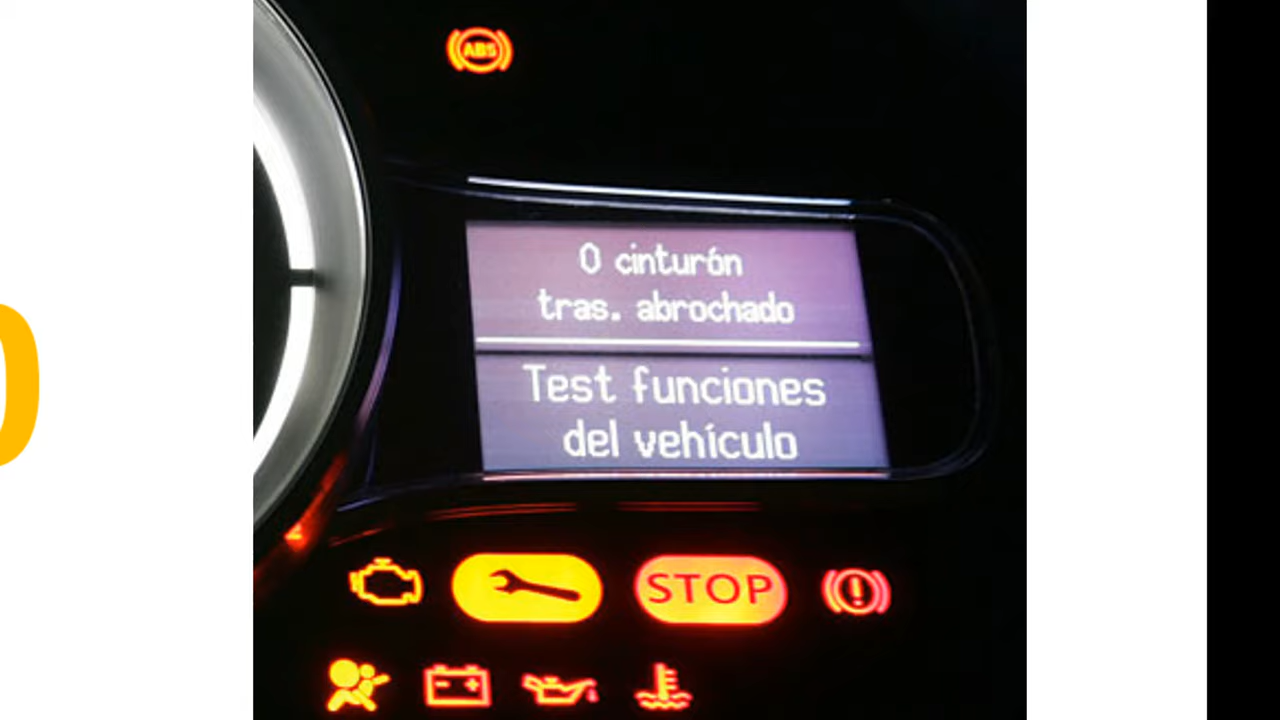 ABS
0 cinturón
tras. abrochado
Test funciones
del vehículo
STOP